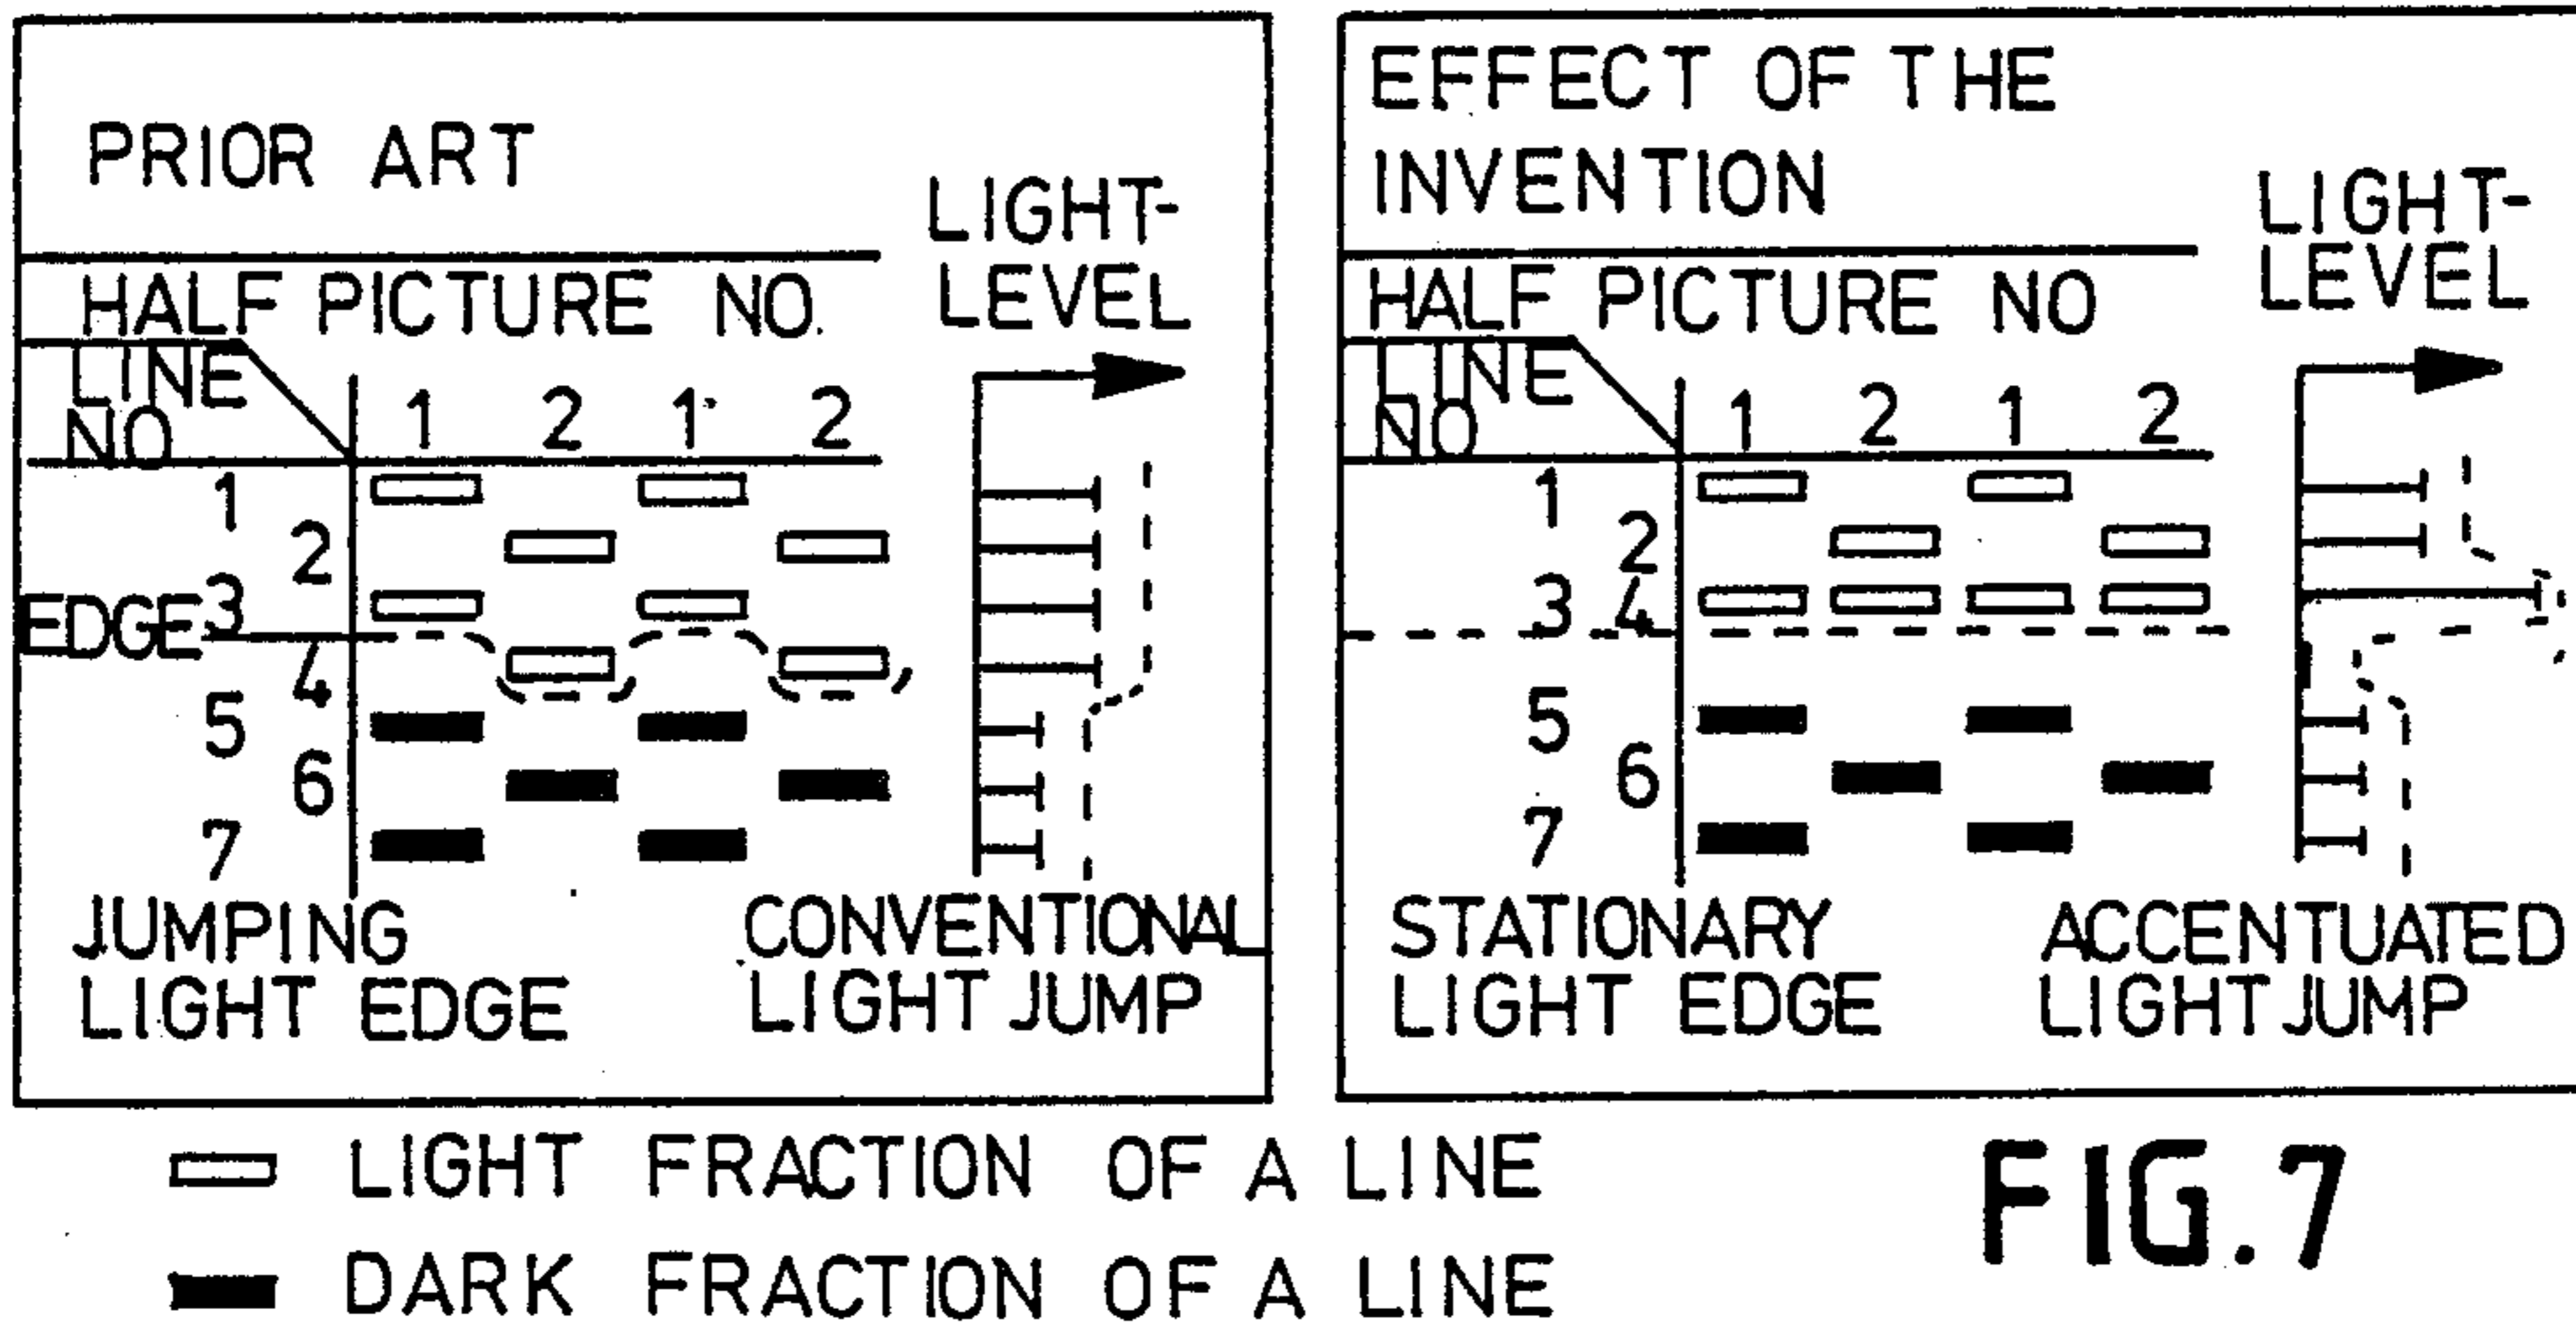 PRIOR ART
LIGHT-
LEVEL
HALF PICTURE NO.
LINE
NO
1 2 1 2
1
2
3
EDGE
4
5
6
7
JUMPING
LIGHT EDGE
CONVENTIONAL
LIGHT JUMP
EFFECT OF THE
INVENTION
LIGHT-
LEVEL
HALF PICTURE NO
LINE
NO
1 2 1 2
1
2
3 4
5
6
7
STATIONARY
LIGHT EDGE
ACCENTUATED
LIGHT JUMP
LIGHT FRACTION OF A LINE
DARK FRACTION OF A LINE
FIG.7